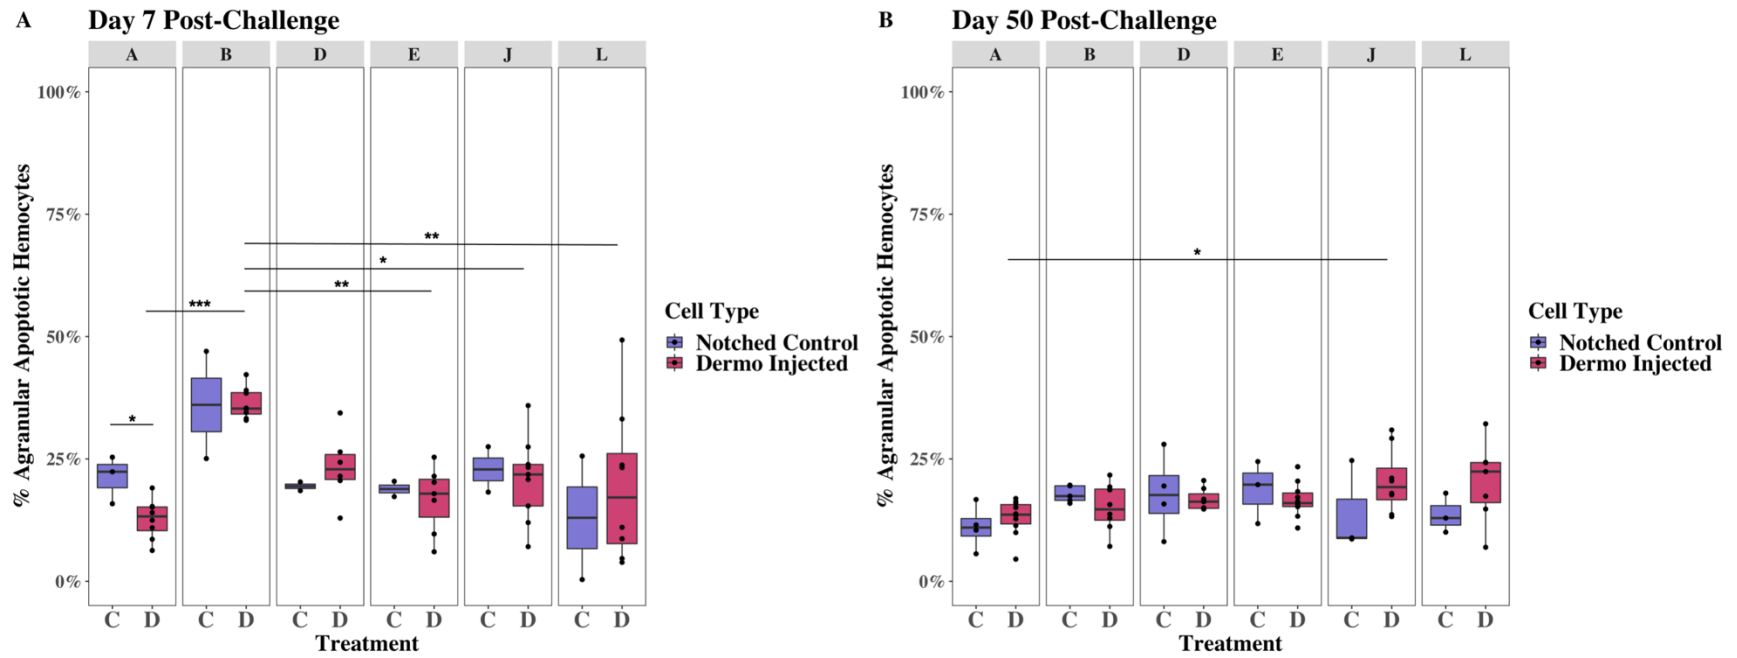 A Day 7 Post-Challenge
A B D E J L
% Agranular Apoptotic Hemocytes
100%
75%
50%
25%
0%
**
*
**
***
*
C D C D C D C D C D C D
Treatment
Cell Type
Notched Control
Dermo Injected
B Day 50 Post-Challenge
A B D E J L
% Agranular Apoptotic Hemocytes
100%
75%
50%
25%
0%
*
C D C D C D C D C D C D
Treatment
Cell Type
Notched Control
Dermo Injected